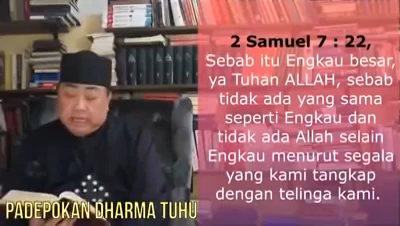 2 Samuel 7 : 22,
Sebab itu Engkau besar,
ya Tuhan ALLAH, sebab
tidak ada yang sama
seperti Engkau dan
tidak ada Allah selain
Engkau menurut segala
yang kami tangkap
dengan telinga kami.
PADEPOKAN DHARMA TUHU